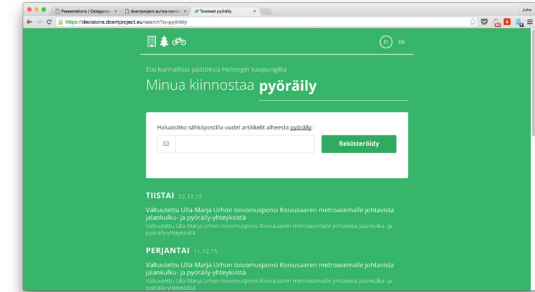 Presentations | Categories
dcentproject.eu/wp-conte
Tulokset: pyöräily
Juho
https://decisions.dcentproject.eu/search?q=pyöräily
FI EN
Etsi kunnallisia päätöksiä Helsingin kaupungilta
Minua kiinnostaa pyöräily
Haluaisitko sähköpostilla uudet artikkelit aiheesta pyöräily:
Rekisteröidy
TIISTAI 22.12.15
Valtuutettu Ulla-Marja Urhon toivomusponsi Koivusaaren metroasemalle johtavista
jalankulku- ja pyöräily-yhteyksistä
Valtuutettu Ulla-Marja Urhon toivomusponsi Koivusaaren metroasemalle johtavista jalankulku- ja
pyöräily-yhteyksistä
PERJANTAI 11.12.15
Valtuutettu Ulla-Marja Urhon toivomusponsi Koivusaaren metroasemalle johtavista
jalankulku- ja pyöräily-yhteyksistä
Valtuutettu Ulla-Marja Urhon toivomusponsi Koivusaaren metroasemalle johtavista jalankulku- ja
pyöräily-yhteyksistä